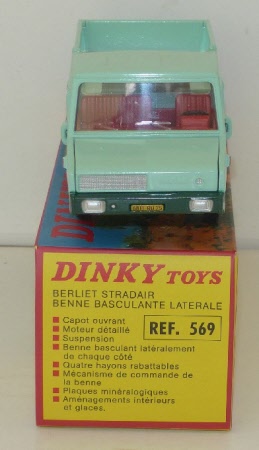 DINKY TOYS
BERLIET STRADAIR
BENNE BASCULANTE LATERALE
■ Capot ouvrant
■ Moteur détaillé
■ Suspension
■ Benne basculant latéralement
de chaque côté
■ Quatre hayons rabattables
■ Mécanisme de commande de
la benne
■ Plaques minéralogiques
■ Aménagements intérieurs
et glaces.
REF. 569